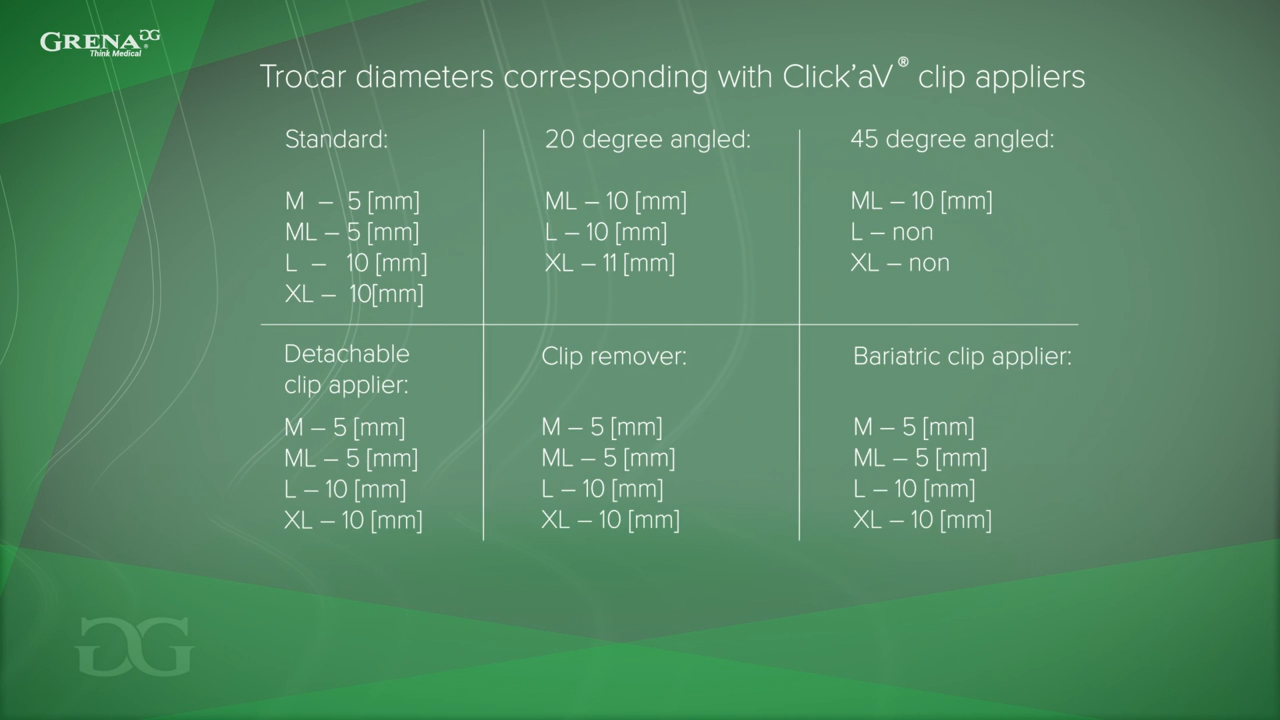 GRENA GG®
Think Medical
Trocar diameters corresponding with Click’aV® clip appliers
Standard:
M – 5 [mm]
ML – 5 [mm]
L – 10 [mm]
XL – 10[mm]
20 degree angled:
ML – 10 [mm]
L – 10 [mm]
XL – 11 [mm]
45 degree angled:
ML – 10 [mm]
L – non
XL – non
Detachable
clip applier:
M – 5 [mm]
ML – 5 [mm]
L – 10 [mm]
XL – 10 [mm]
Clip remover:
M – 5 [mm]
ML – 5 [mm]
L – 10 [mm]
XL – 10 [mm]
Bariatric clip applier:
M – 5 [mm]
ML – 5 [mm]
L – 10 [mm]
XL – 10 [mm]
GG